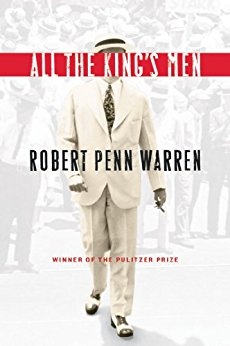 ALL THE KING'S MEN
ROBERT PENN WARREN
WINNER OF THE PULITZER PRIZE